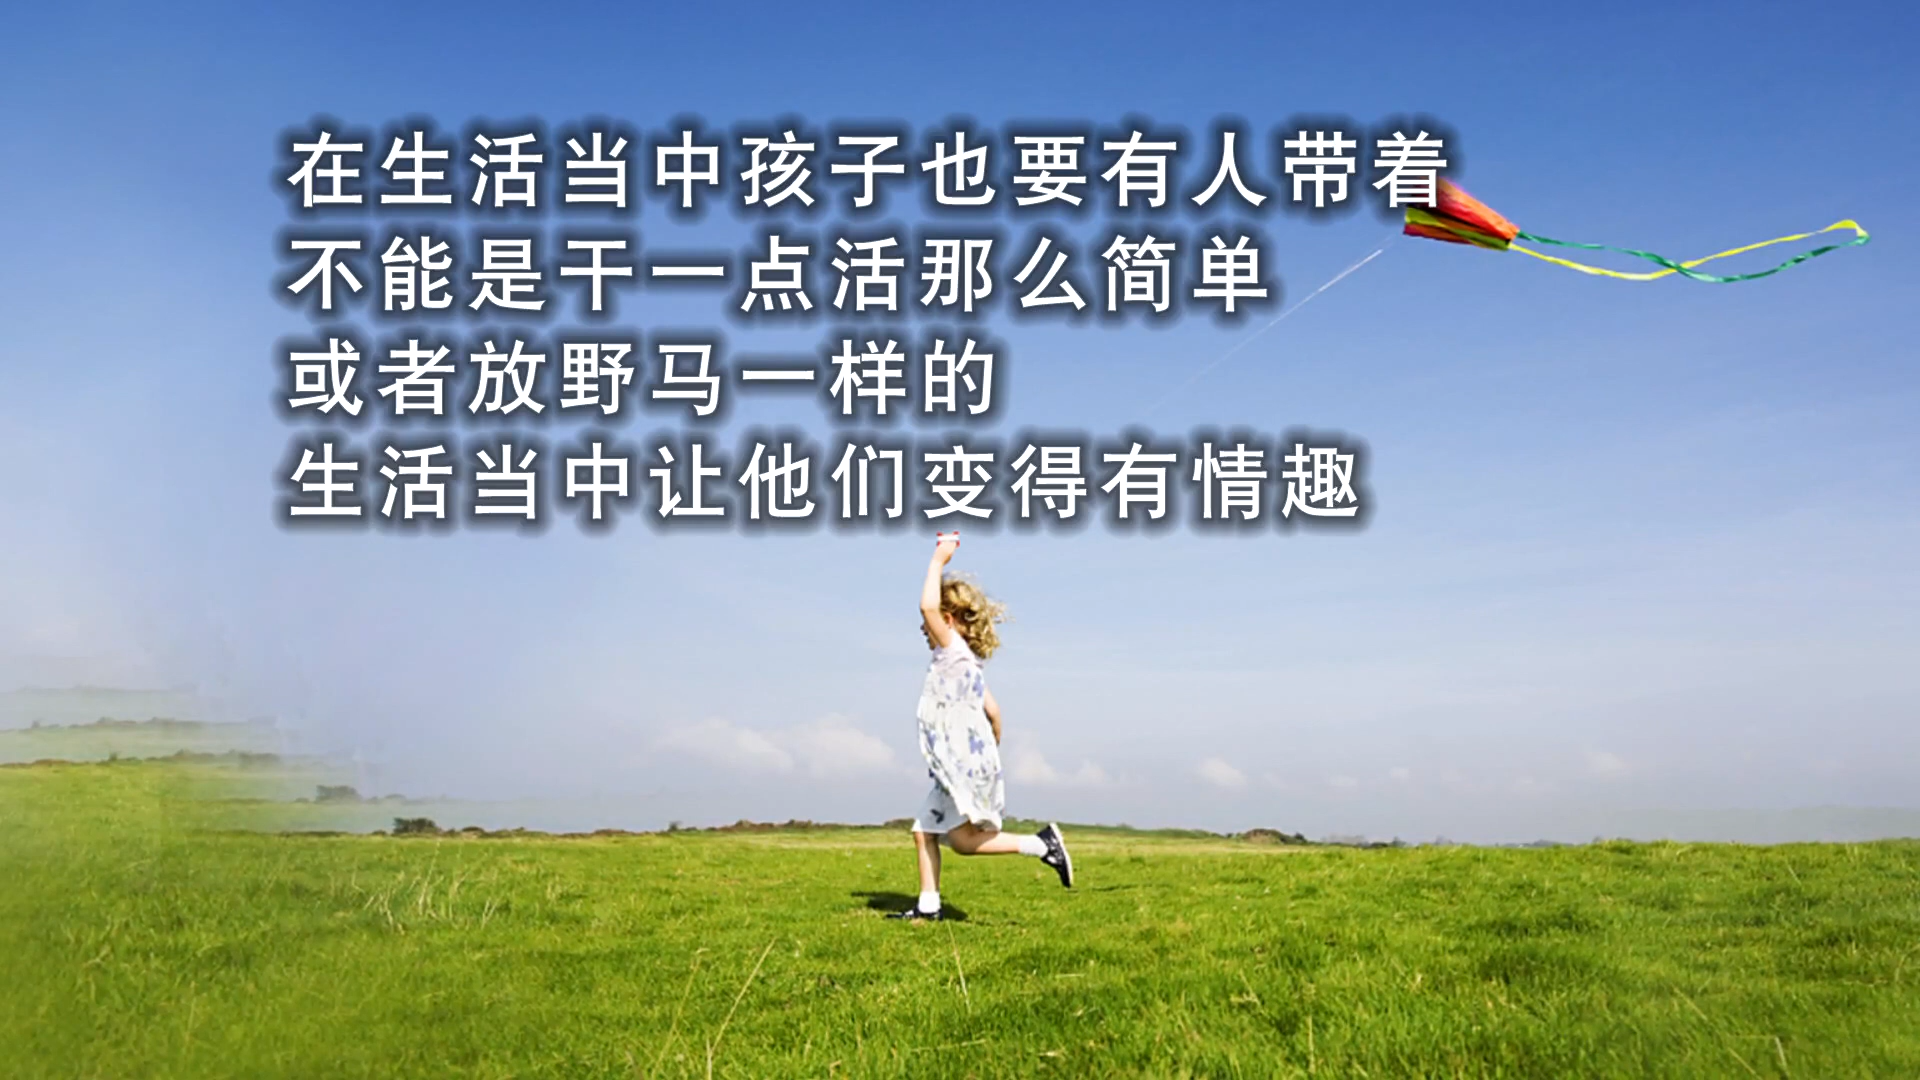 在生活当中孩子也要有人带着
不能是干一点活那么简单
或者放野马一样的
生活当中让他们变得有情趣